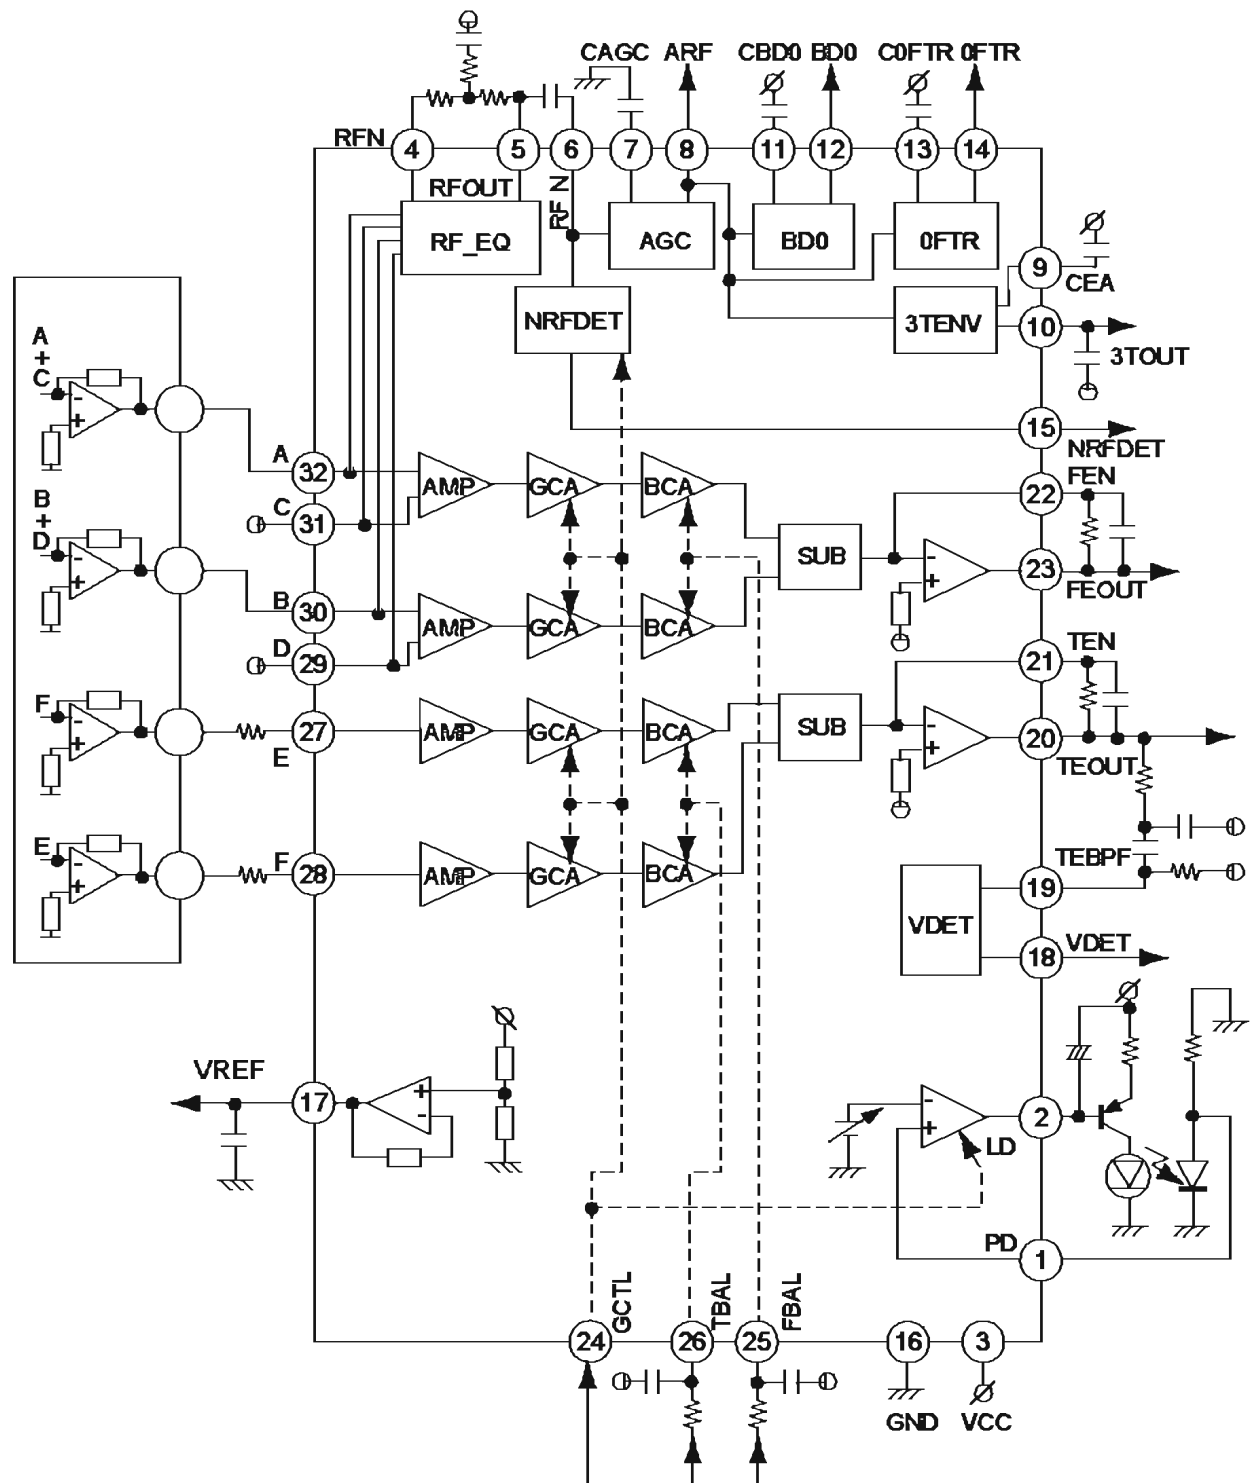 CAGC ARF CBD0 BD0 C0FTR 0FTR
RFN 4 5 6 7 8 11 12 13 14
RFOUT
RF N
RF_EQ AGC BD0 0FTR
9
CEA
NRFDET 3TENV 10
3TOUT
15
NRFDET
A
+
C
-
+
A
32
C
31
AMP GCA BCA
FEN
22
SUB
-
+
23
FEOUT
B
+
D
-
+
B
30
D
29
AMP GCA BCA
TEN
21
F
-
+
27
E
AMP GCA BCA
SUB
-
+
20
TEOUT
E
-
+
F
28
AMP GCA BCA
TEBPF
19
VDET
VDET
18
VREF
17
+
-
-
+
2
LD
PD
1
GCTL
TBAL
FBAL
24 26 25 16 3
GND VCC